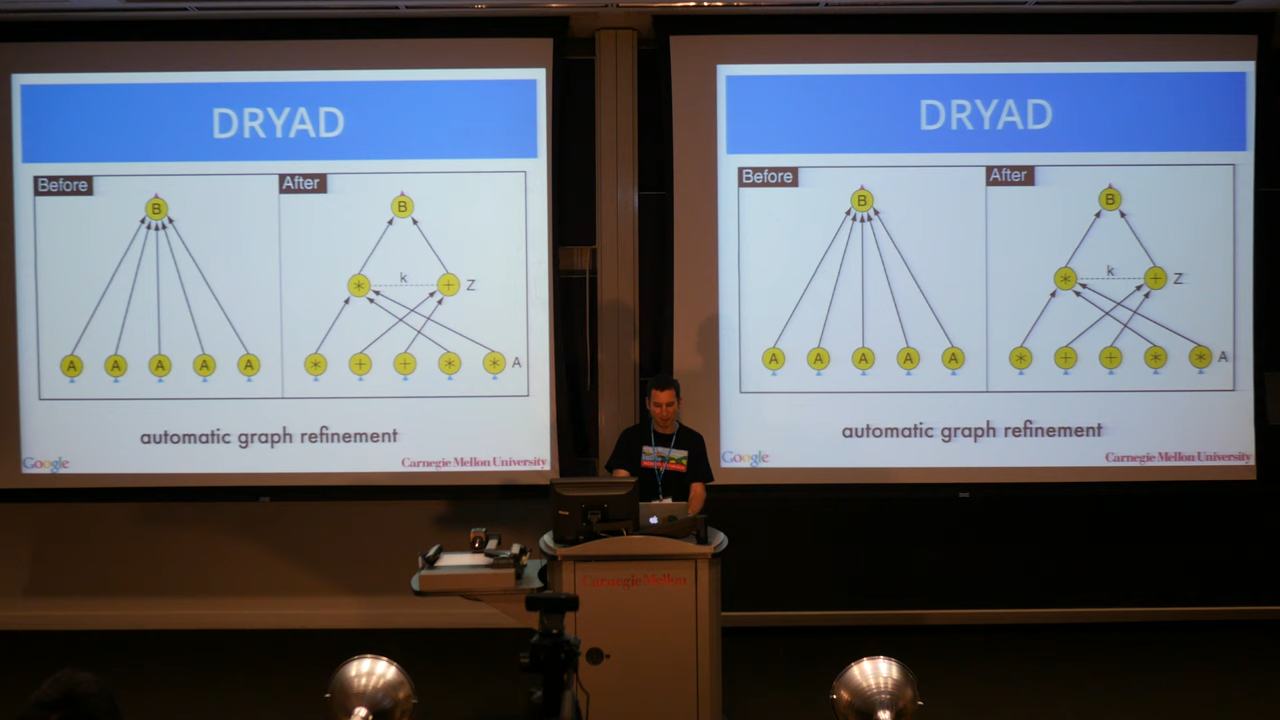 DRYAD
Before
After
B
B
* k + Z
A A A A A
* + + * * A
automatic graph refinement
Google
Carnegie Mellon University
DRYAD
Before
After
B
B
* k + Z
A A A A A
* + + * * A
automatic graph refinement
Google
Carnegie Mellon University
Carnegie Mellon